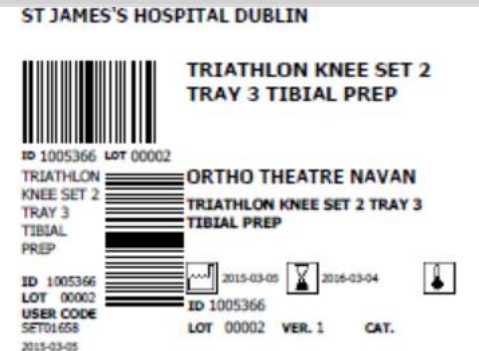 ST JAMES'S HOSPITAL DUBLIN
TRIATHLON KNEE SET 2
TRAY 3 TIBIAL PREP
ID 1005366 LOT 00002
TRIATHLON
KNEE SET 2
TRAY 3
TIBIAL
PREP
ID 1005366
LOT 00002
USER CODE
SET01658
2015-03-05
ORTHO THEATRE NAVAN
TRIATHLON KNEE SET 2 TRAY 3
TIBIAL PREP
2015-03-05 2016-03-04
ID 1005366
LOT 00002 VER. 1 CAT.